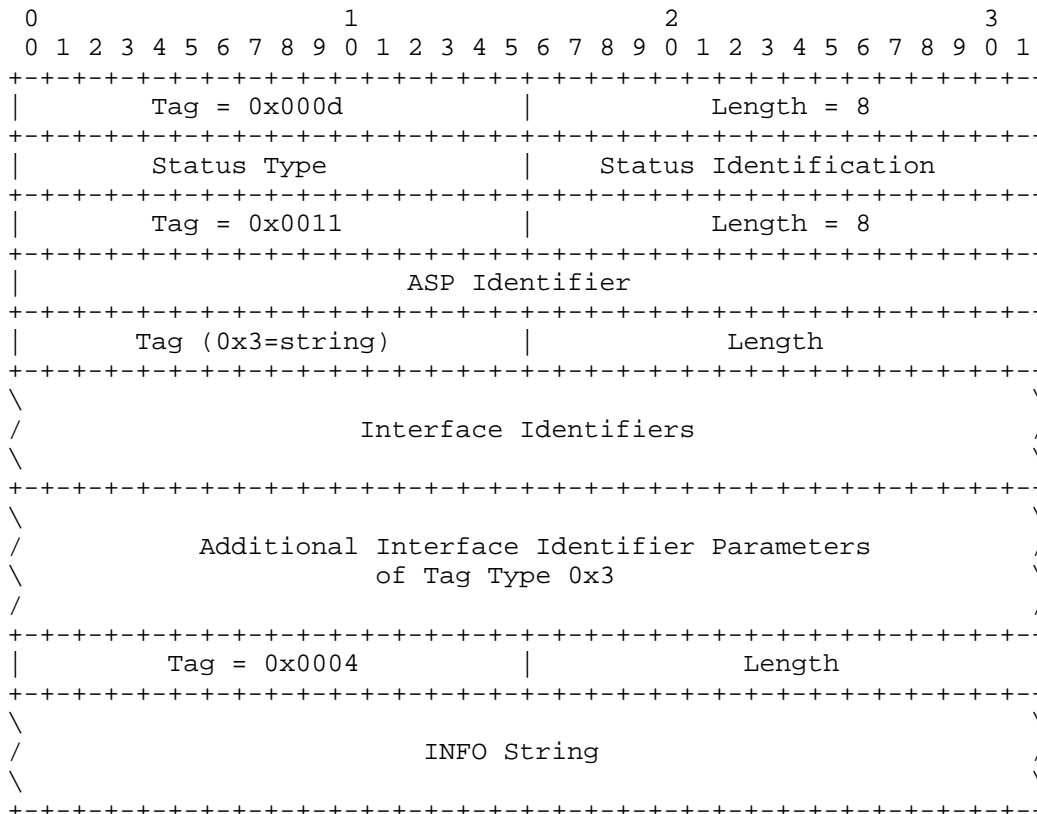 0                   1                   2                   3
 0 1 2 3 4 5 6 7 8 9 0 1 2 3 4 5 6 7 8 9 0 1 2 3 4 5 6 7 8 9 0 1
+-+-+-+-+-+-+-+-+-+-+-+-+-+-+-+-+-+-+-+-+-+-+-+-+-+-+-+-+-+-+-+--
|        Tag = 0x000d           |           Length = 8
+-+-+-+-+-+-+-+-+-+-+-+-+-+-+-+-+-+-+-+-+-+-+-+-+-+-+-+-+-+-+-+--
|        Status Type            |    Status Identification
+-+-+-+-+-+-+-+-+-+-+-+-+-+-+-+-+-+-+-+-+-+-+-+-+-+-+-+-+-+-+-+--
|        Tag = 0x0011           |           Length = 8
+-+-+-+-+-+-+-+-+-+-+-+-+-+-+-+-+-+-+-+-+-+-+-+-+-+-+-+-+-+-+-+--
|                        ASP Identifier
+-+-+-+-+-+-+-+-+-+-+-+-+-+-+-+-+-+-+-+-+-+-+-+-+-+-+-+-+-+-+-+--
|       Tag (0x3=string)        |            Length
+-+-+-+-+-+-+-+-+-+-+-+-+-+-+-+-+-+-+-+-+-+-+-+-+-+-+-+-+-+-+-+--
\                                                               \
/                     Interface Identifiers                     /
\                                                               \
+-+-+-+-+-+-+-+-+-+-+-+-+-+-+-+-+-+-+-+-+-+-+-+-+-+-+-+-+-+-+-+--
\                                                               \
/           Additional Interface Identifier Parameters          /
\                      of Tag Type 0x3                          \
/                                                               /
+-+-+-+-+-+-+-+-+-+-+-+-+-+-+-+-+-+-+-+-+-+-+-+-+-+-+-+-+-+-+-+--
|         Tag = 0x0004          |             Length
+-+-+-+-+-+-+-+-+-+-+-+-+-+-+-+-+-+-+-+-+-+-+-+-+-+-+-+-+-+-+-+--
\                                                               \
/                         INFO String                           /
\                                                               \
+-+-+-+-+-+-+-+-+-+-+-+-+-+-+-+-+-+-+-+-+-+-+-+-+-+-+-+-+-+-+-+--